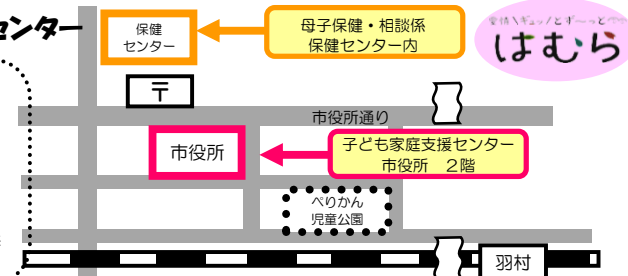 センター
保健
センター
母子保健・相談係
保健センター内
はむら
〒
市役所通り
市役所
子ども家庭支援センター
市役所 2階
ぺりかん
児童公園
羽村